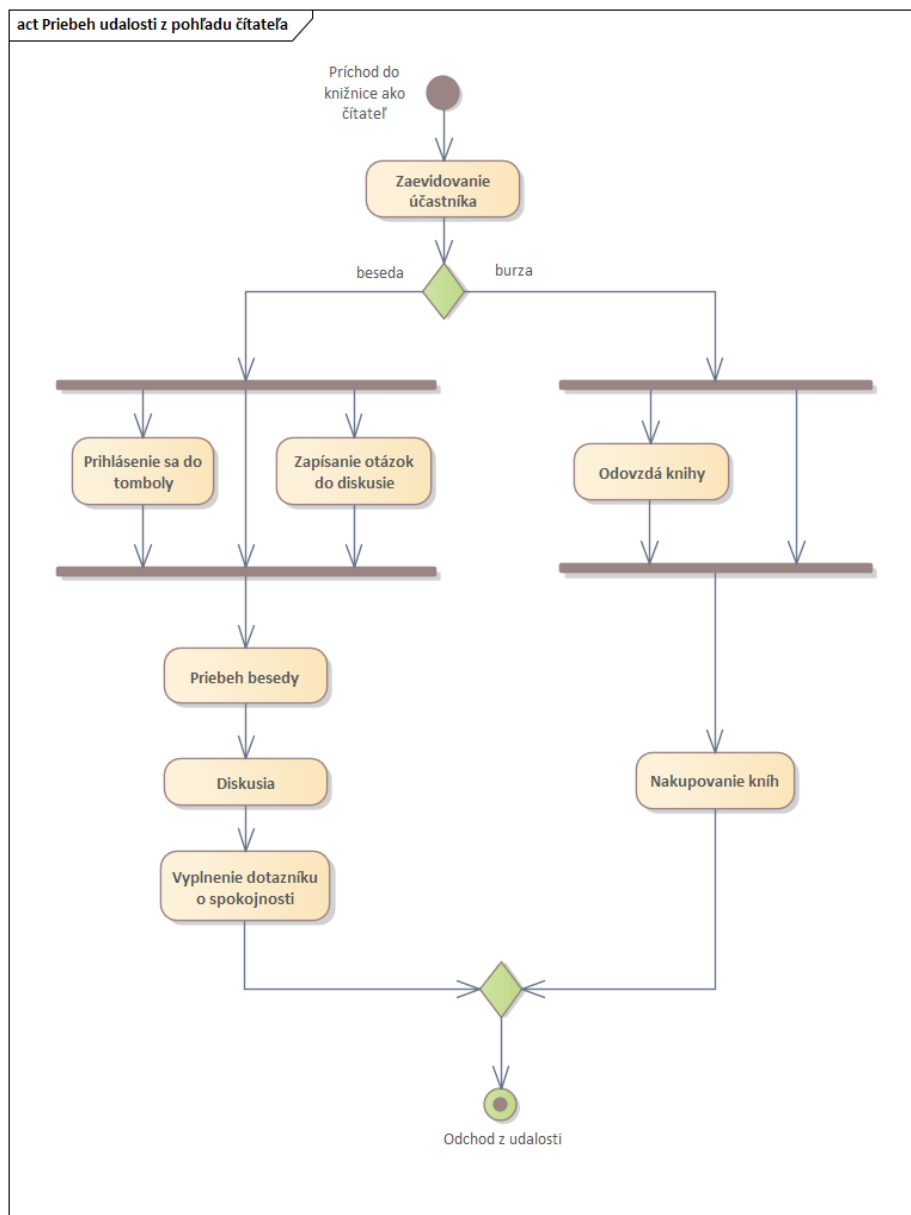 act Priebeh udalosti z pohľadu čítateľa
Príchod do
knižnice ako
čítateľ
Zaevidovanie
účastníka
beseda
burza
Prihlásenie sa do
tomboly
Zapísanie otázok
do diskusie
Odovzdá knihy
Priebeh besedy
Diskusia
Nakupovanie kníh
Vyplnenie dotazníku
o spokojnosti
Odchod z udalosti